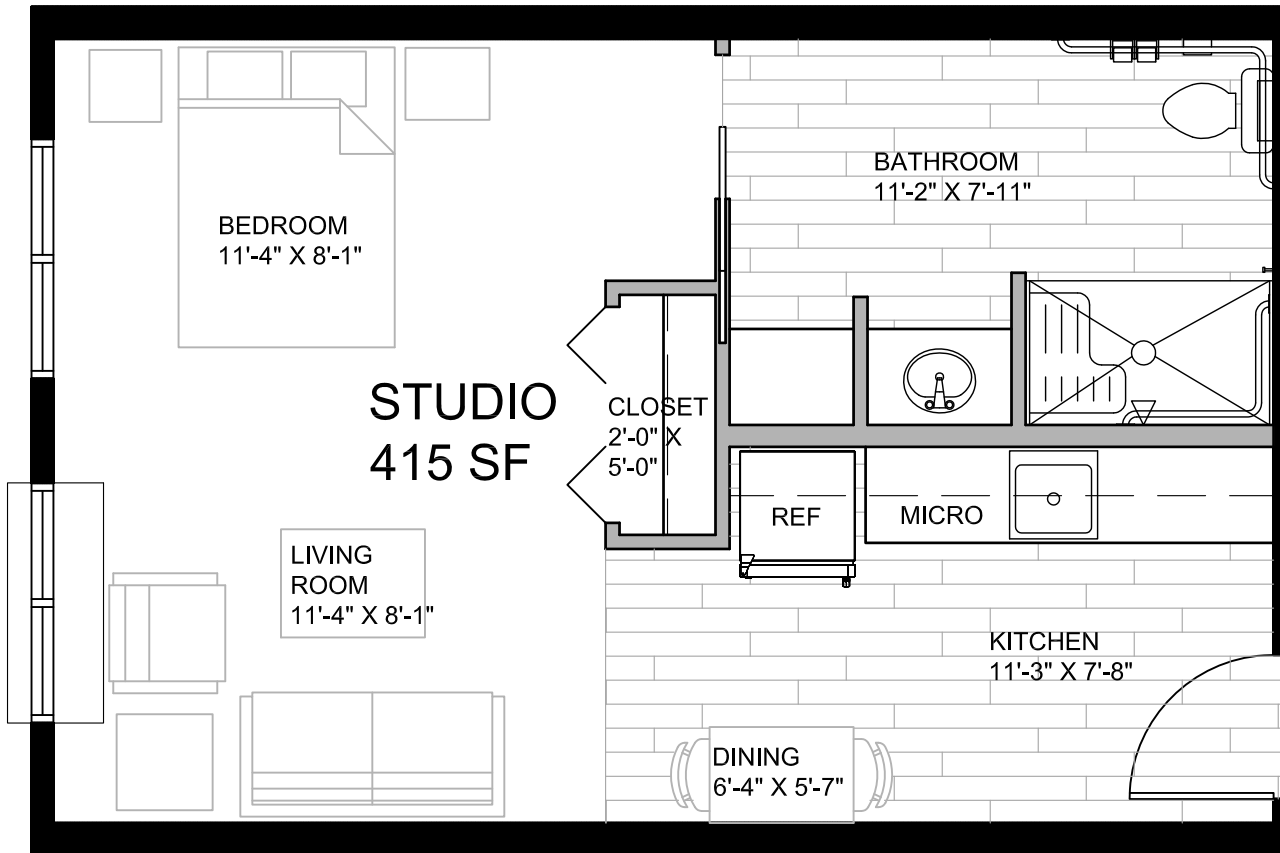 BATHROOM
11'-2" X 7'-11"
BEDROOM
11'-4" X 8'-1"
STUDIO
415 SF
CLOSET
2'-0" X
5'-0"
REF
MICRO
LIVING
ROOM
11'-4" X 8'-1"
KITCHEN
11'-3" X 7'-8"
DINING
6'-4" X 5'-7"